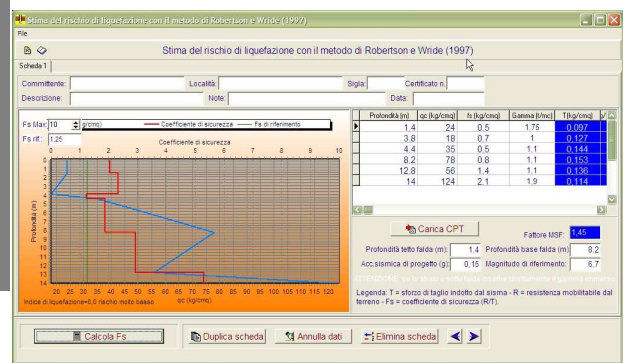 Stima del rischio di liquefazione con il metodo di Robertson e Wride (1997)
File
Stima del rischio di liquefazione con il metodo di Robertson e Wride (1997)
Scheda 1
Committente: Località: Sigla: Certificato n.
Descrizione: Note: Data:
Fs Max: 10 g/cmq) Coefficiente di sicurezza Fs di riferimento
Fs rif.: 1,25 Coefficiente di sicurezza
0 1 2 3 4 5 6 7 8 9 10
0
1
2
3
4
5
6
7
8
9
10
11
12
13
14
Profondità (m)
20 25 30 35 40 45 50 55 60 65 70 75 80 85 90 95 100 105 110 115 120
Indice di liquefazione=0,0 rischio molto basso qc (kg/cmq)
Profondità (m) qc (kg/cmq) fs (kg/cmq) Gamma (t/mc) T(kg/cmq)
1.4 24 0.5 1.75 0,097
3.8 18 0.7 1 0,127
4.4 35 0.5 1.1 0,144
8.2 78 0.8 1.1 0,153
12.8 56 1.4 1.1 0,136
14 124 2.1 1.9 0,114
Carica CPT Fattore MSF: 1,45
Profondità tetto falda (m): 1,4 Profondità base falda (m) 8.2
Acc.sismica di progetto (g): 0,15 Magnitudo di riferimento: 6,7
Legenda: T = sforzo di taglio indotto dal sisma - R = resistenza mobilitabile dal
terreno - Fs = coefficiente di sicurezza (R/T).
Calcola Fs Duplica scheda Annulla dati Elimina scheda